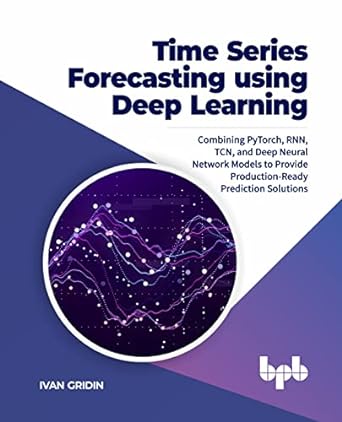 Time Series
Forecasting using
Deep Learning
Combining PyTorch, RNN,
TCN, and Deep Neural
Network Models to Provide
Production-Ready
Prediction Solutions
IVAN GRIDIN
bpb